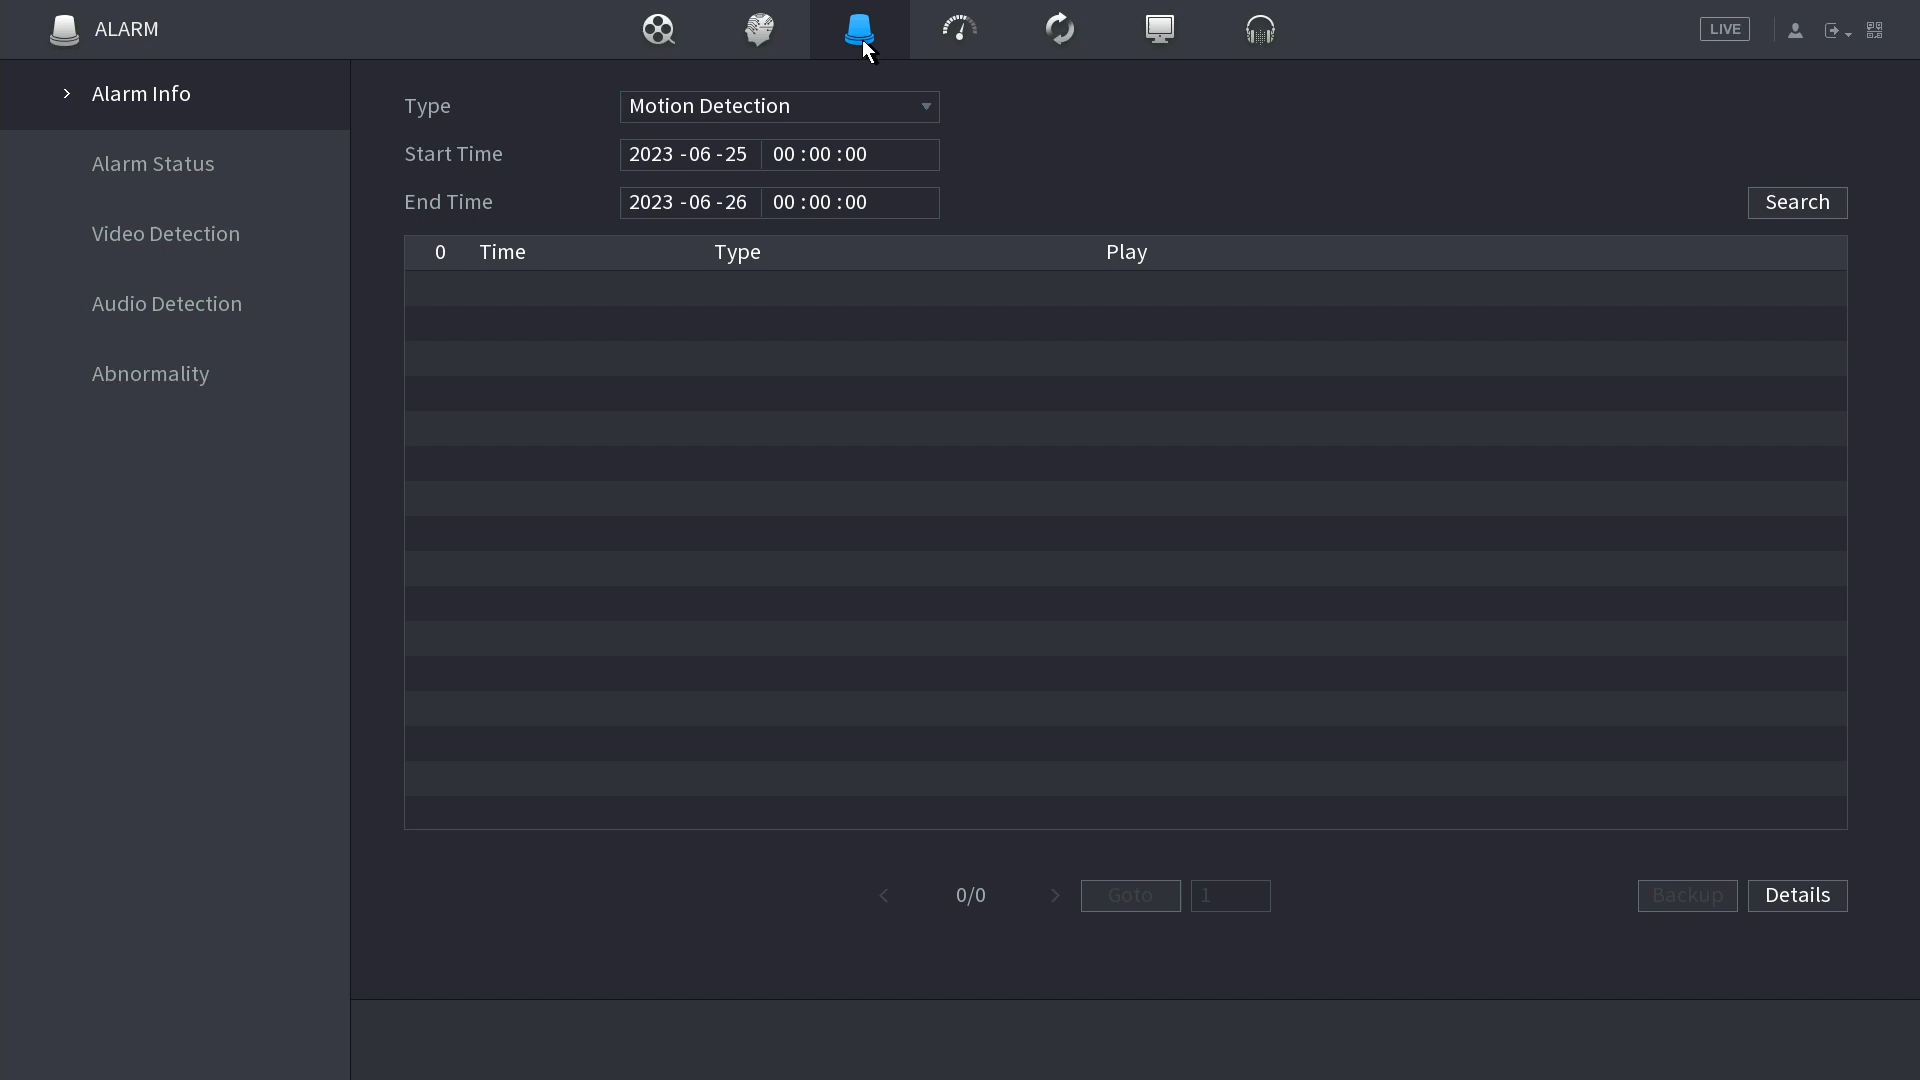 ALARM
LIVE
Alarm Info
Alarm Status
Video Detection
Audio Detection
Abnormality
Type Motion Detection
Start Time 2023 -06 -25 00 : 00 : 00
End Time 2023 -06 -26 00 : 00 : 00
Search
0 Time Type Play
0/0 Goto 1 Backup Details